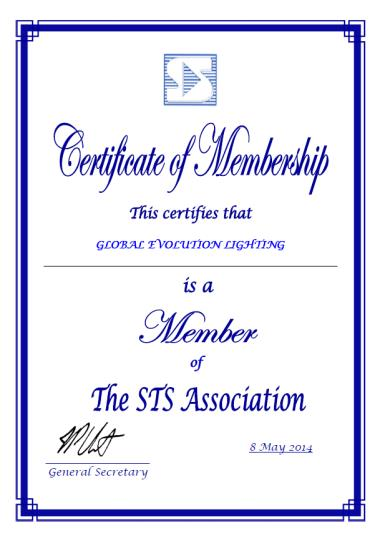 STS
Certificate of Membership
This certifies that
GLOBAL EVOLUTION LIGHTING
is a
Member
of
The STS Association
8 May 2014
General Secretary